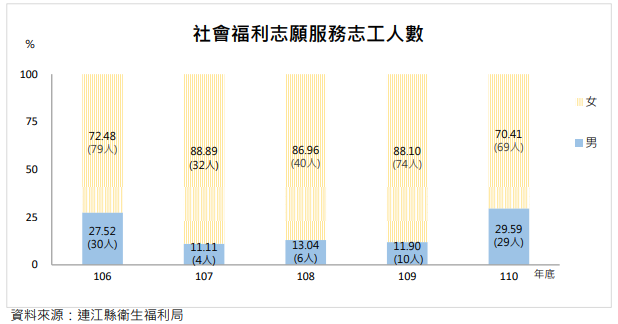 社會福利志願服務志工人數
%
100
75
50
25
0
女
男
72.48
(79人)
88.89
(32人)
86.96
(40人)
88.10
(74人)
70.41
(69人)
27.52
(30人)
11.11
(4人)
13.04
(6人)
11.90
(10人)
29.59
(29人)
106 107 108 109 110 年底
資料來源：連江縣衛生福利局